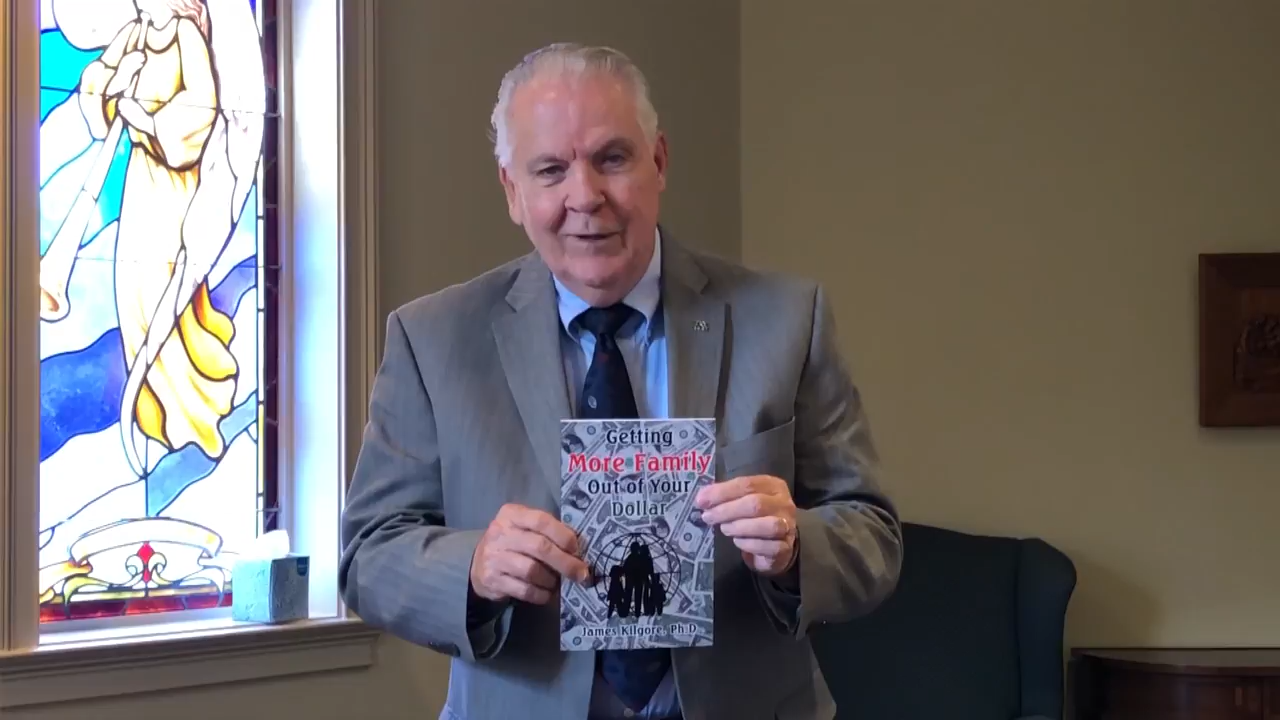 Getting
More Family
Out of Your
Dollar
James Kilgore, Ph.D.